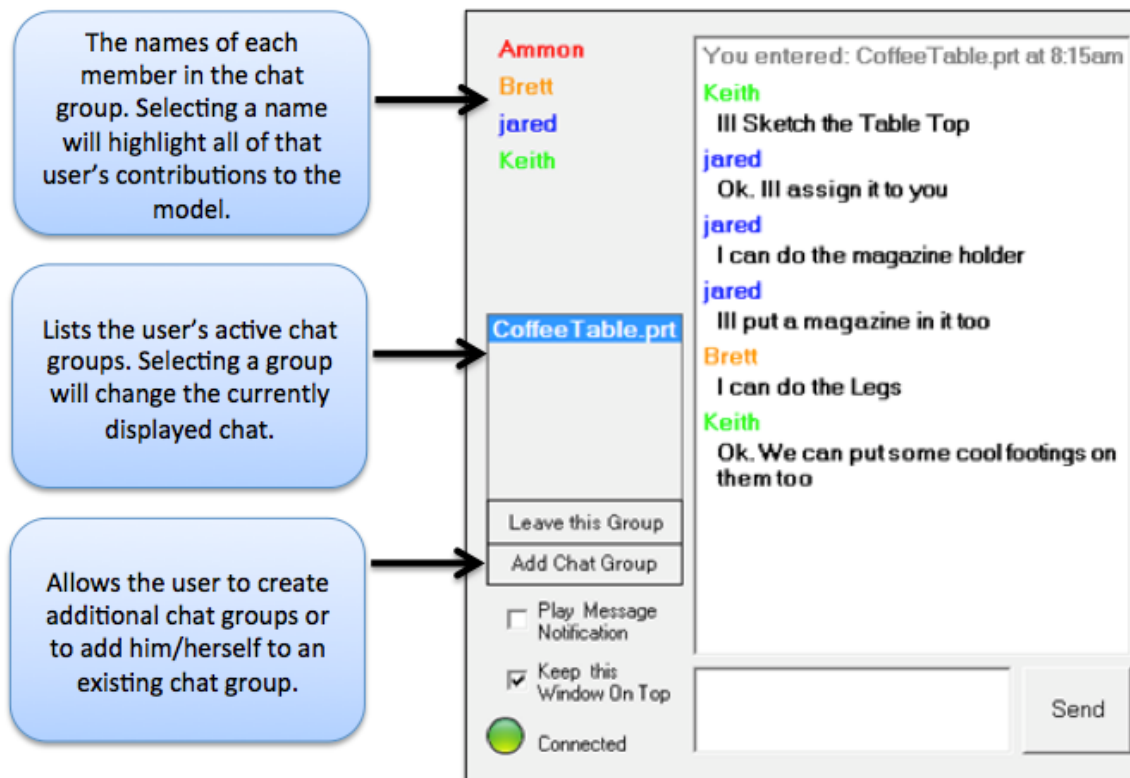 The names of each
member in the chat
group. Selecting a name
will highlight all of that
user's contributions to the
model.
Lists the user's active chat
groups. Selecting a group
will change the currently
displayed chat.
Allows the user to create
additional chat groups or
to add him/herself to an
existing chat group.
Ammon
Brett
jared
Keith
CoffeeTable.prt
Leave this Group
Add Chat Group
Play Message
Notification
Keep this
Window On Top
Connected
You entered: CoffeeTable.prt at 8:15am
Keith
Ill Sketch the Table Top
jared
Ok. Ill assign it to you
jared
I can do the magazine holder
jared
Ill put a magazine in it too
Brett
I can do the Legs
Keith
Ok. We can put some cool footings on
them too
Send